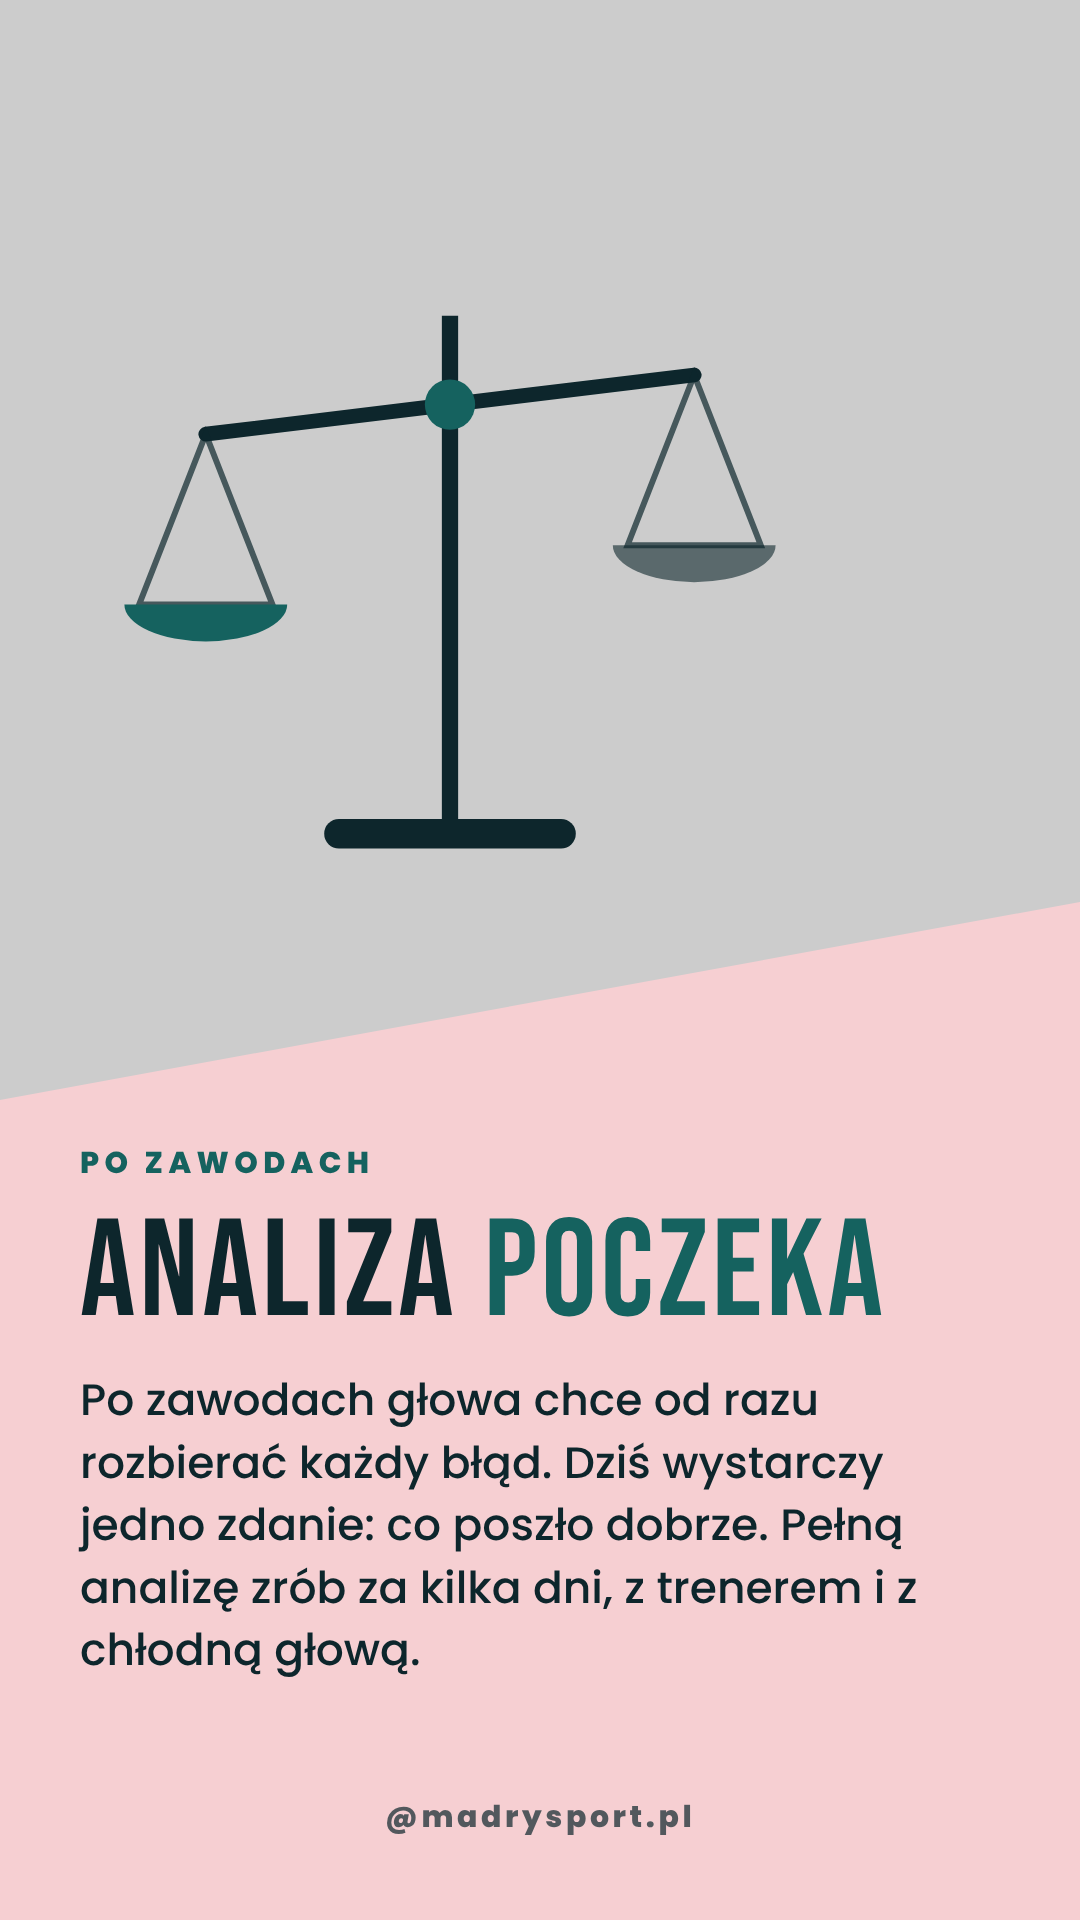 PO ZAWODACH
ANALIZA POCZEKA
Po zawodach głowa chce od razu
rozbierać każdy błąd. Dziś wystarczy
jedno zdanie: co poszło dobrze. Pełną
analizę zrób za kilka dni, z trenerem i z
chłodną głową.
@madrysport.pl